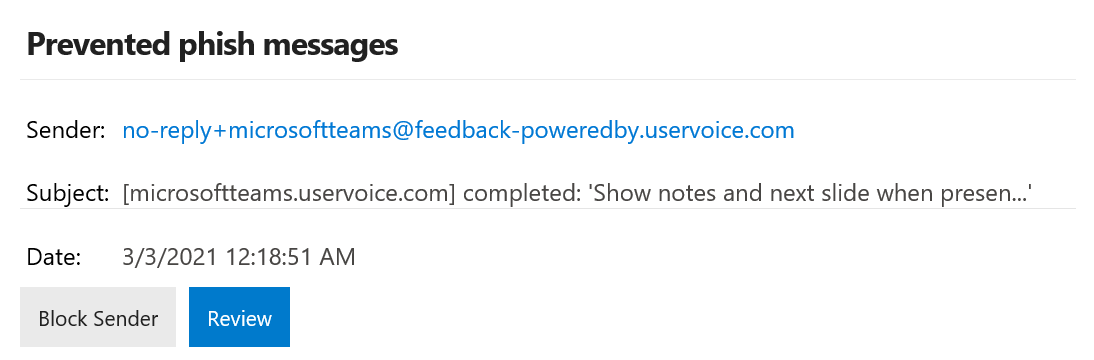 Prevented phish messages
Sender: no-reply+microsoftteams@feedback-poweredby.uservoice.com
Subject: [microsoftteams.uservoice.com] completed: 'Show notes and next slide when presen...'
Date: 3/3/2021 12:18:51 AM
Block Sender Review